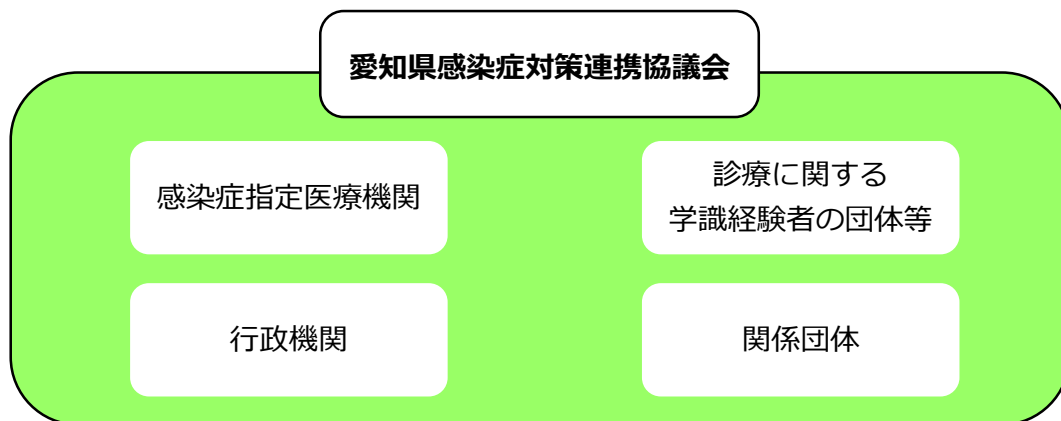 愛知県感染症対策連携協議会
感染症指定医療機関
診療に関する
学識経験者の団体等
行政機関
関係団体